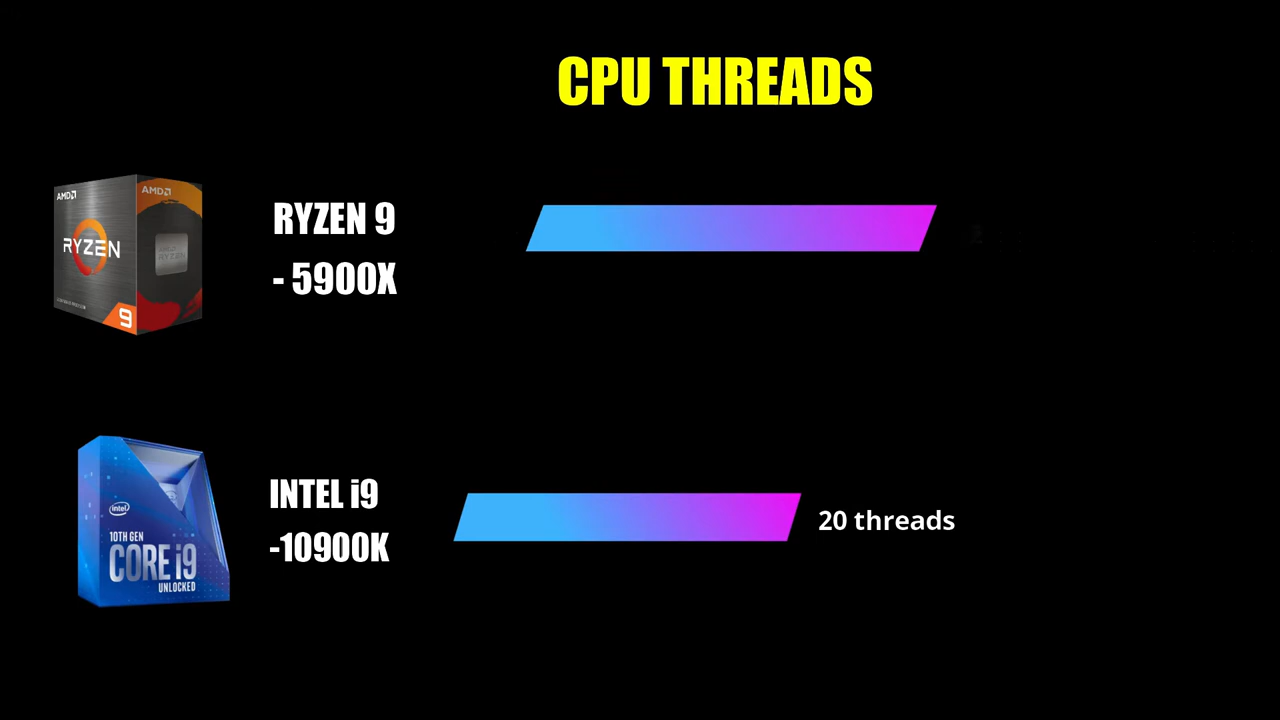 CPU THREADS
AMD
AMD
RYZEN
9
RYZEN 9
- 5900X
intel
10TH GEN
CORE i9
UNLOCKED
INTEL i9
-10900K
20 threads